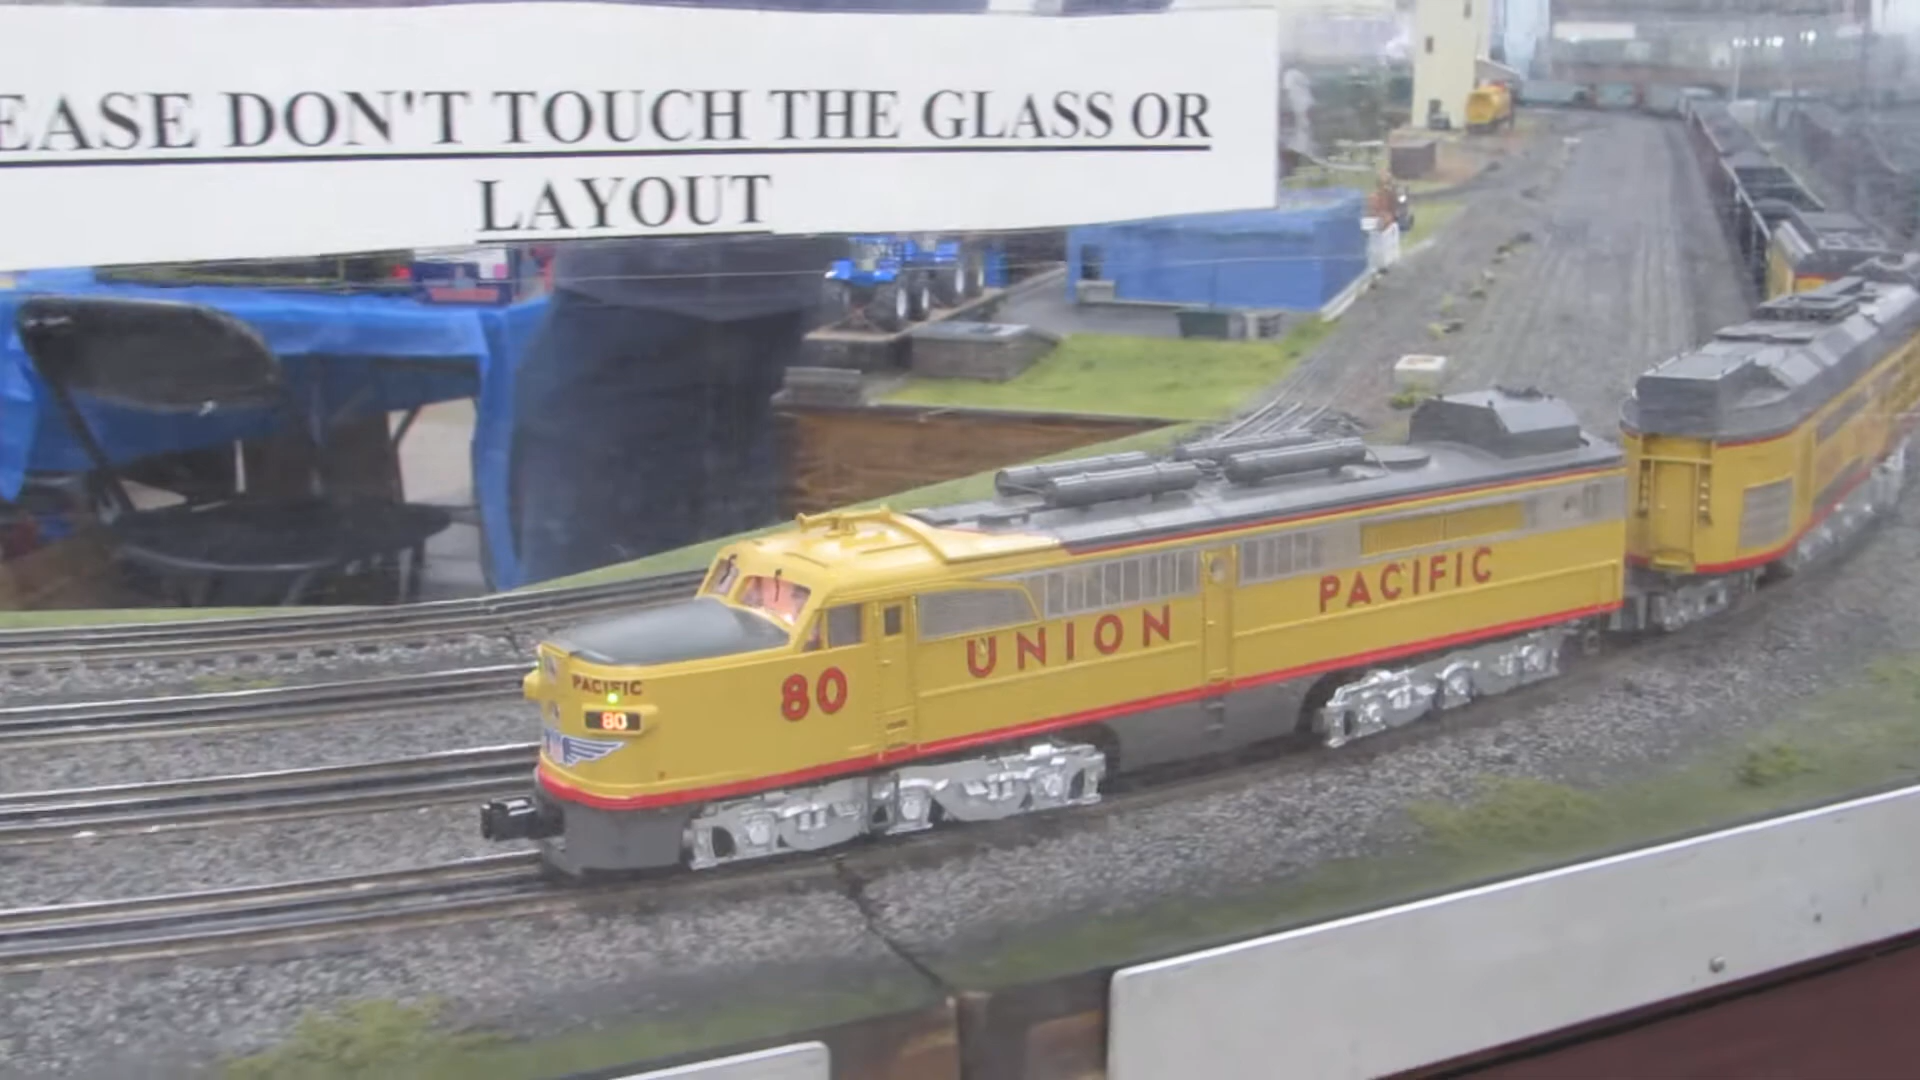 EASE DON'T TOUCH THE GLASS OR
LAYOUT
UNION PACIFIC
80
PACIFIC
80